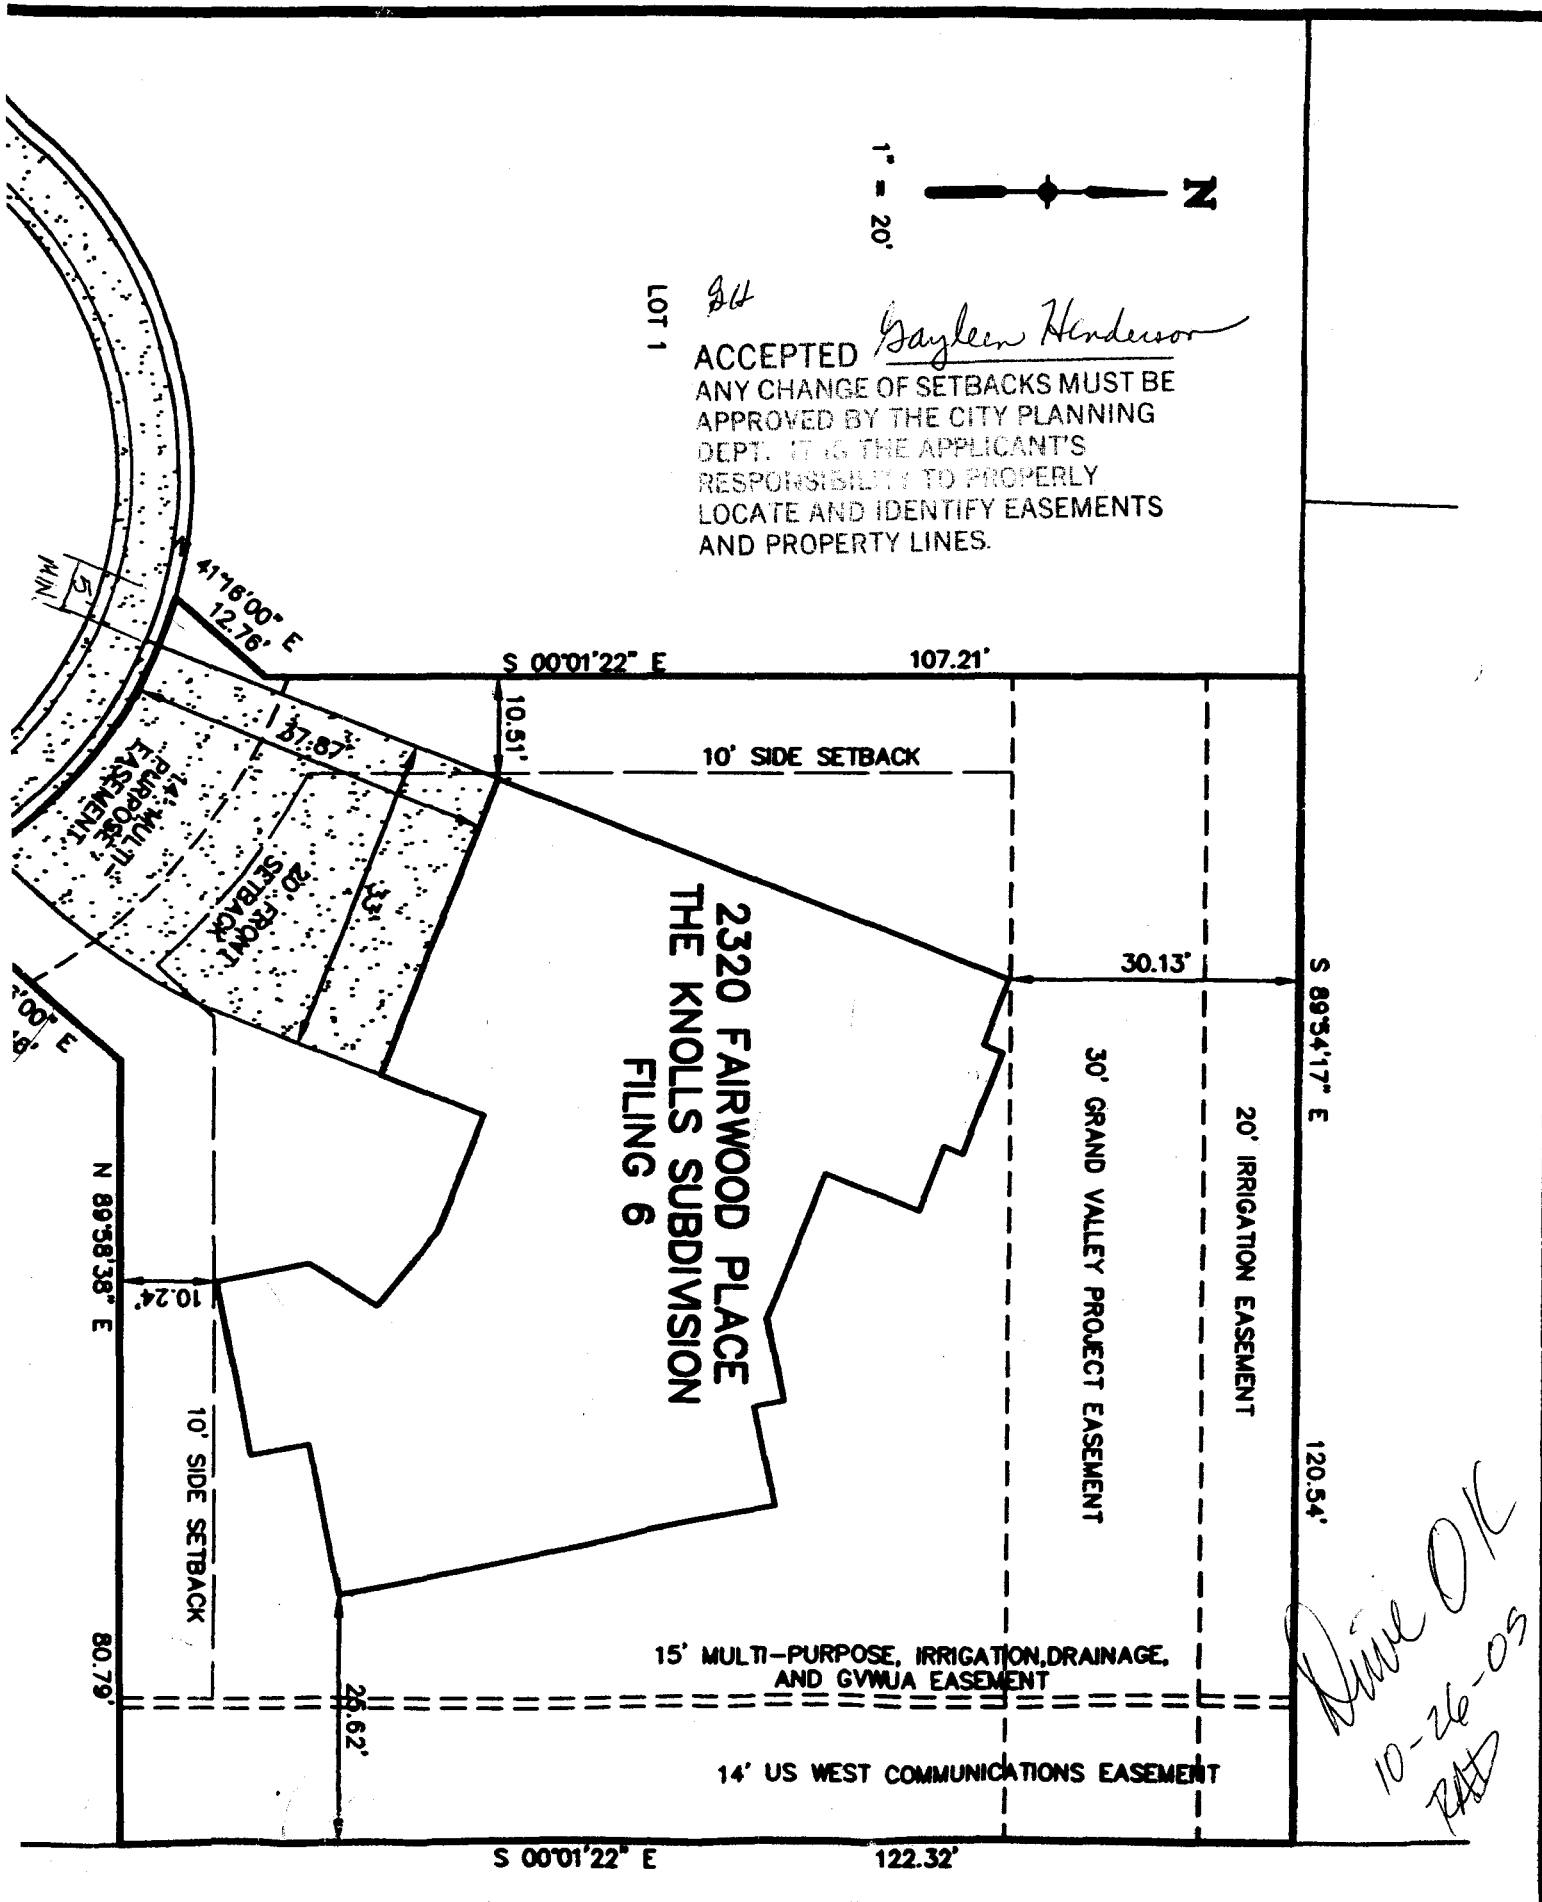 N
1" = 20'
LOT 1
GH
ACCEPTED Gayleen Henderson
ANY CHANGE OF SETBACKS MUST BE
APPROVED BY THE CITY PLANNING
DEPT. IT IS THE APPLICANT'S
RESPONSIBILITY TO PROPERLY
LOCATE AND IDENTIFY EASEMENTS
AND PROPERTY LINES.
5'
MIN.
41°16'00" E
12.76'
S 00°01'22" E 107.21'
10.51'
10' SIDE SETBACK
37.87'
33'
14' MULTI-
PURPOSE
EASEMENT
20' FRONT
SETBACK
2320 FAIRWOOD PLACE
THE KNOLLS SUBDIVISION
FILING 6
30.13'
S 89°54'17" E 120.54'
20' IRRIGATION EASEMENT
30' GRAND VALLEY PROJECT EASEMENT
'00" E
N 89°58'38" E 80.79'
10.24'
10' SIDE SETBACK
15' MULTI-PURPOSE, IRRIGATION,DRAINAGE,
AND GVWUA EASEMENT
14' US WEST COMMUNICATIONS EASEMENT
S 00°01'22" E 122.32'
Drive OK
10-26-05